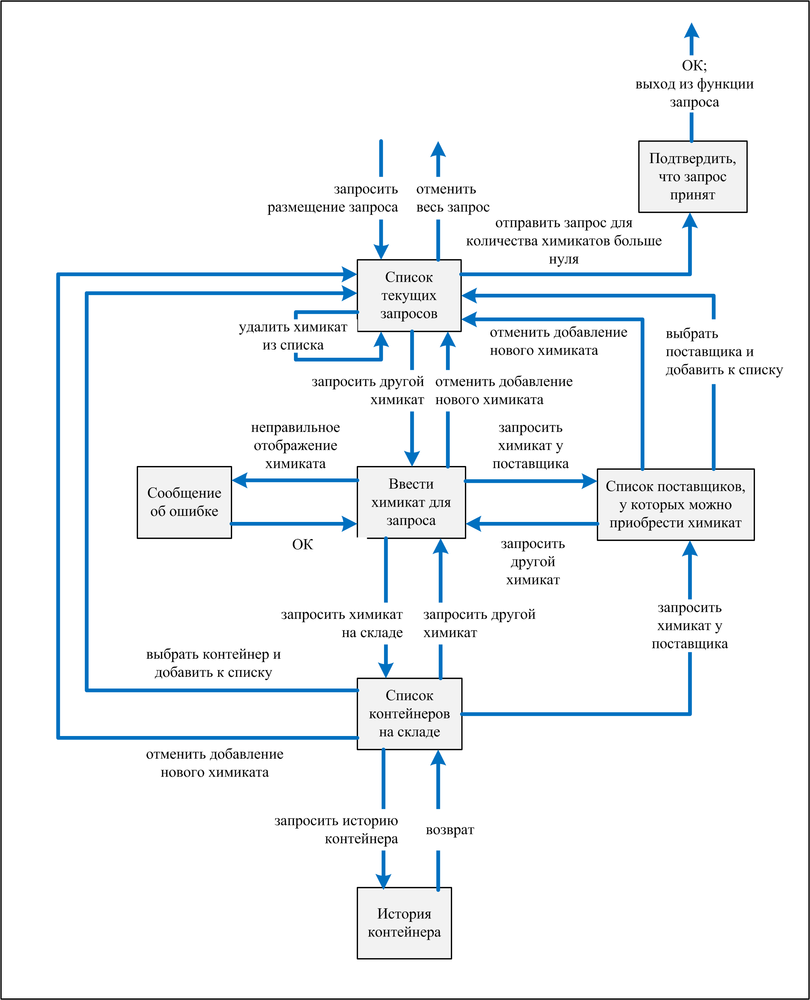 ОК;
выход из функции
запроса
Подтвердить,
что запрос
принят
запросить
размещение запроса
отменить
весь запрос
отправить запрос для
количества химикатов больше
нуля
Список
текущих
запросов
удалить химикат
из списка
отменить добавление
нового химиката
выбрать
поставщика и
добавить к списку
запросить другой
химикат
отменить добавление
нового химиката
неправильное
отображение
химиката
запросить
химикат у
поставщика
Сообщение
об ошибке
Ввести
химикат для
запроса
Список поставщиков,
у которых можно
приобрести химикат
ОК
запросить
другой
химикат
запросить химикат
на складе
запросить другой
химикат
запросить
химикат у
поставщика
выбрать контейнер и
добавить к списку
Список
контейнеров
на складе
отменить добавление
нового химиката
запросить историю
контейнера
возврат
История
контейнера